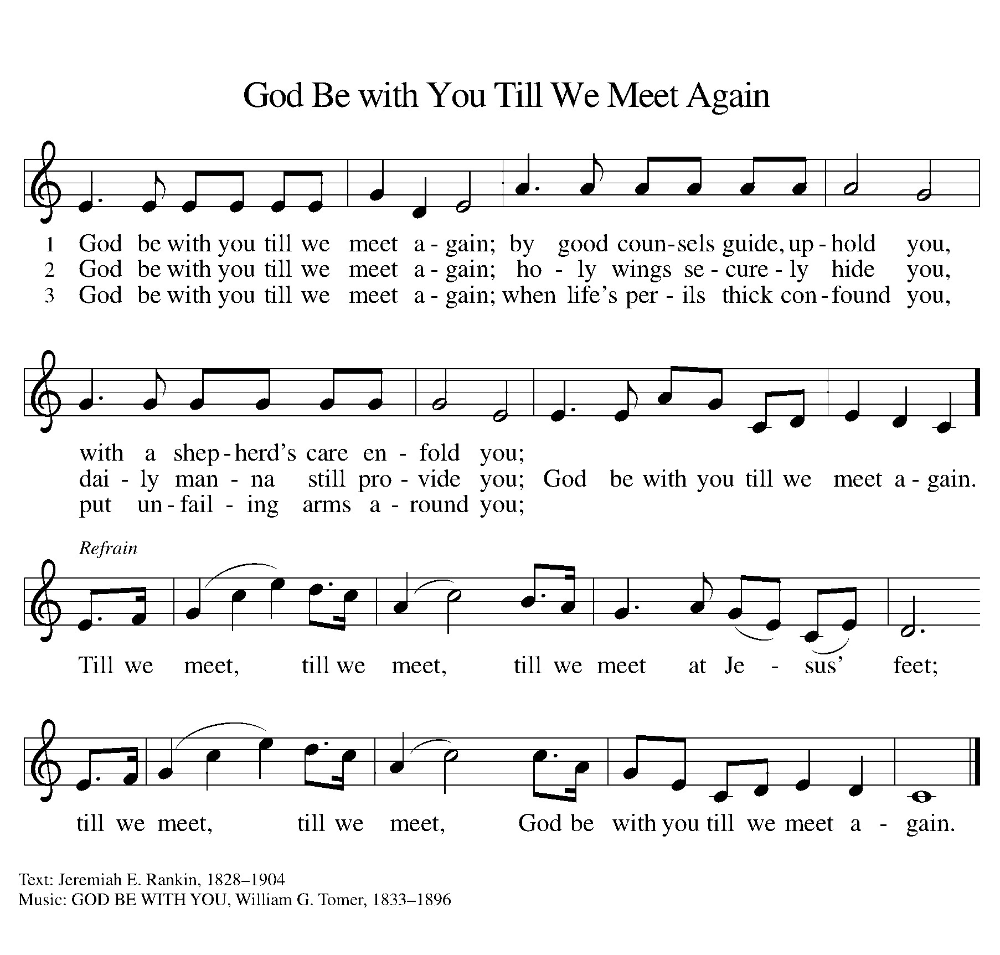 God Be with You Till We Meet Again
1 God be with you till we meet a - gain; by good coun - sels guide, up - hold you,
2 God be with you till we meet a - gain; ho - ly wings se - cure - ly hide you,
3 God be with you till we meet a - gain; when life's per - ils thick con - found you,
with a shep - herd's care en - fold you;
dai - ly man - na still pro - vide you; God be with you till we meet a - gain.
put un - fail - ing arms a - round you;
Refrain
Till we meet, till we meet, till we meet at Je - sus' feet;
till we meet, till we meet, God be with you till we meet a - gain.
Text: Jeremiah E. Rankin, 1828–1904
Music: GOD BE WITH YOU, William G. Tomer, 1833–1896